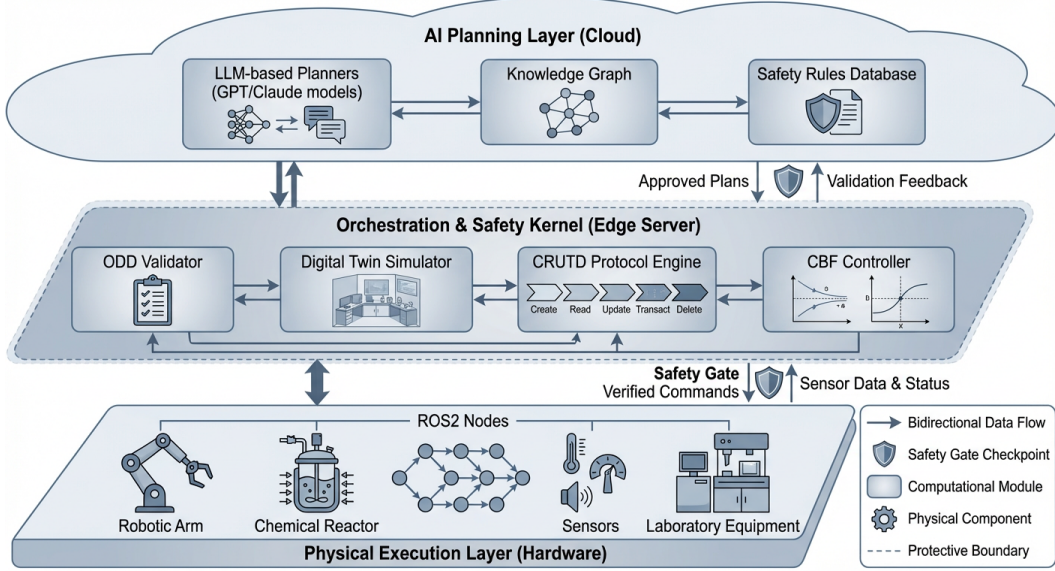 AI Planning Layer (Cloud)
LLM-based Planners
(GPT/Claude models)
Knowledge Graph
Safety Rules Database
Approved Plans
Validation Feedback
Orchestration & Safety Kernel (Edge Server)
ODD Validator
Digital Twin Simulator
CRUTD Protocol Engine
Create Read Update Transact Delete
CBF Controller
Safety Gate
Verified Commands
Sensor Data & Status
ROS2 Nodes
Robotic Arm
Chemical Reactor
Sensors
Laboratory Equipment
Physical Execution Layer (Hardware)
Bidirectional Data Flow
Safety Gate Checkpoint
Computational Module
Physical Component
Protective Boundary